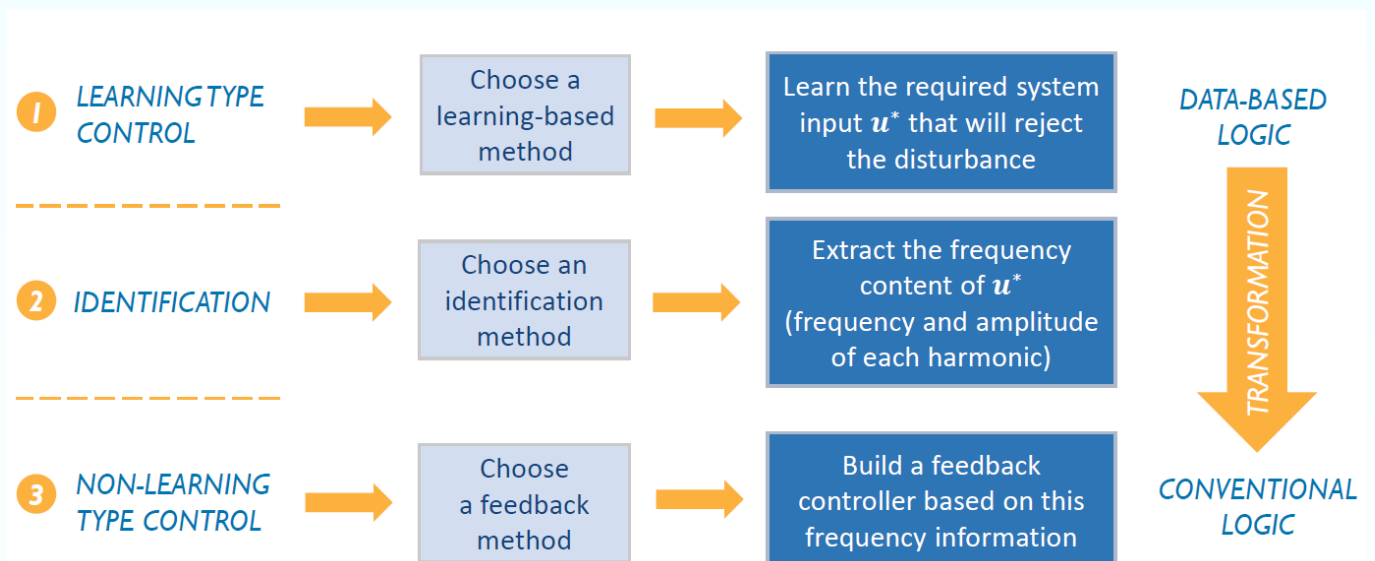 1
LEARNING TYPE
CONTROL
Choose a
learning-based
method
Learn the required system
input u* that will reject
the disturbance
DATA-BASED
LOGIC
2
IDENTIFICATION
Choose an
identification
method
Extract the frequency
content of u*
(frequency and amplitude
of each harmonic)
TRANSFORMATION
3
NON-LEARNING
TYPE CONTROL
Choose
a feedback
method
Build a feedback
controller based on this
frequency information
CONVENTIONAL
LOGIC